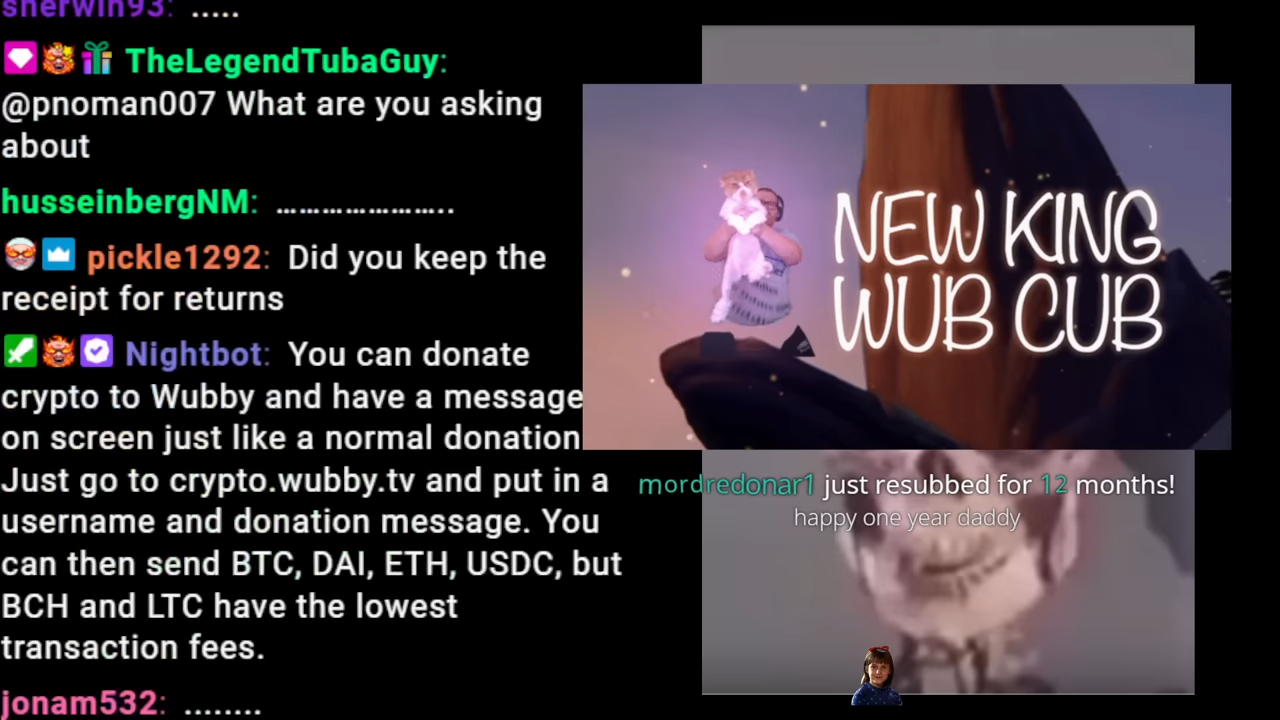 sherwin93: .....
TheLegendTubaGuy:
@pnoman007 What are you asking
about
husseinbergNM: …………………..
pickle1292: Did you keep the
receipt for returns
Nightbot: You can donate
crypto to Wubby and have a message
on screen just like a normal donation
Just go to crypto.wubby.tv and put in a
username and donation message. You
can then send BTC, DAI, ETH, USDC, but
BCH and LTC have the lowest
transaction fees.
jonam532: ........
NEW KING
WUB CUB
mordredonar1 just resubbed for 12 months!
happy one year daddy